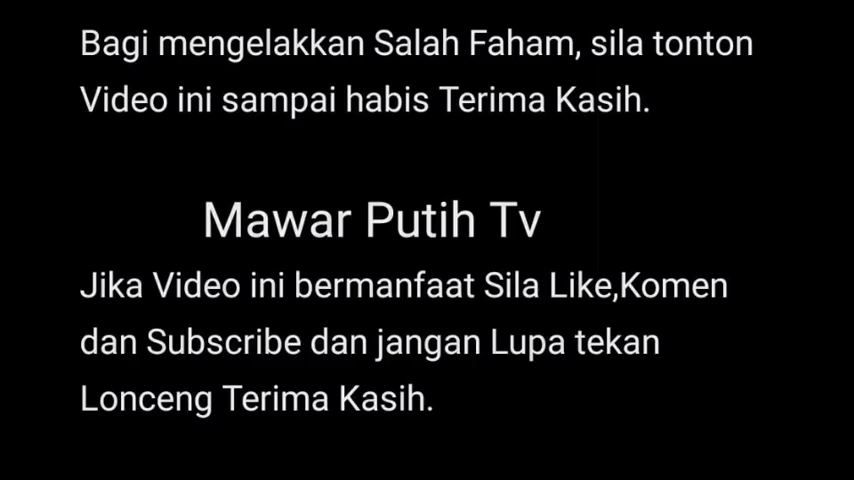 Bagi mengelakkan Salah Faham, sila tonton
Video ini sampai habis Terima Kasih.
Mawar Putih Tv
Jika Video ini bermanfaat Sila Like,Komen
dan Subscribe dan jangan Lupa tekan
Lonceng Terima Kasih.